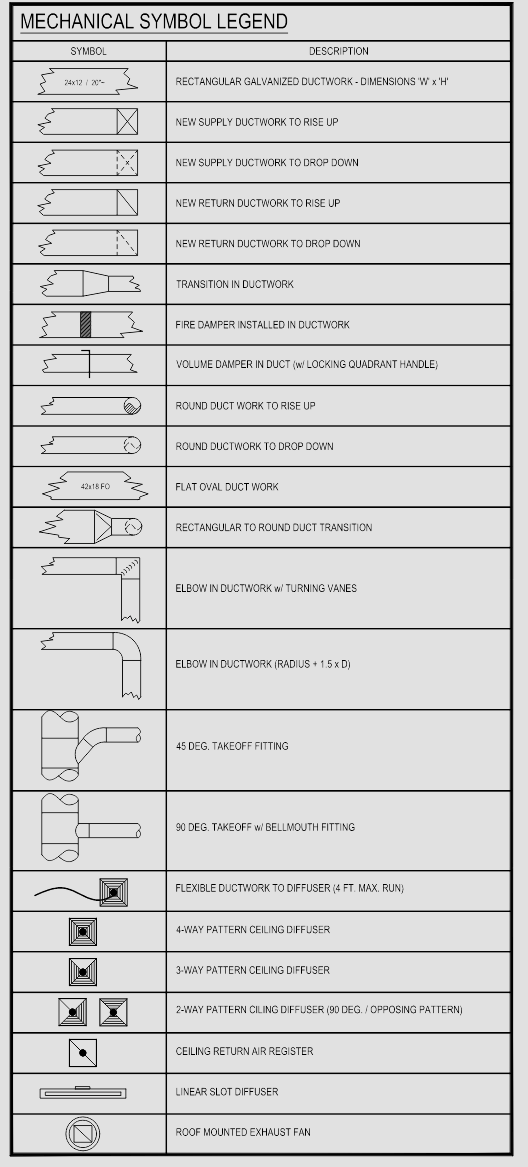 MECHANICAL SYMBOL LEGEND
SYMBOL DESCRIPTION
24x12 / 20"~ RECTANGULAR GALVANIZED DUCTWORK - DIMENSIONS 'W' x 'H'
NEW SUPPLY DUCTWORK TO RISE UP
NEW SUPPLY DUCTWORK TO DROP DOWN
NEW RETURN DUCTWORK TO RISE UP
NEW RETURN DUCTWORK TO DROP DOWN
TRANSITION IN DUCTWORK
FIRE DAMPER INSTALLED IN DUCTWORK
VOLUME DAMPER IN DUCT (w/ LOCKING QUADRANT HANDLE)
ROUND DUCT WORK TO RISE UP
ROUND DUCTWORK TO DROP DOWN
42x18 FO FLAT OVAL DUCT WORK
RECTANGULAR TO ROUND DUCT TRANSITION
ELBOW IN DUCTWORK w/ TURNING VANES
ELBOW IN DUCTWORK (RADIUS + 1.5 x D)
45 DEG. TAKEOFF FITTING
90 DEG. TAKEOFF w/ BELLMOUTH FITTING
FLEXIBLE DUCTWORK TO DIFFUSER (4 FT. MAX. RUN)
4-WAY PATTERN CEILING DIFFUSER
3-WAY PATTERN CEILING DIFFUSER
2-WAY PATTERN CILING DIFFUSER (90 DEG. / OPPOSING PATTERN)
CEILING RETURN AIR REGISTER
LINEAR SLOT DIFFUSER
ROOF MOUNTED EXHAUST FAN